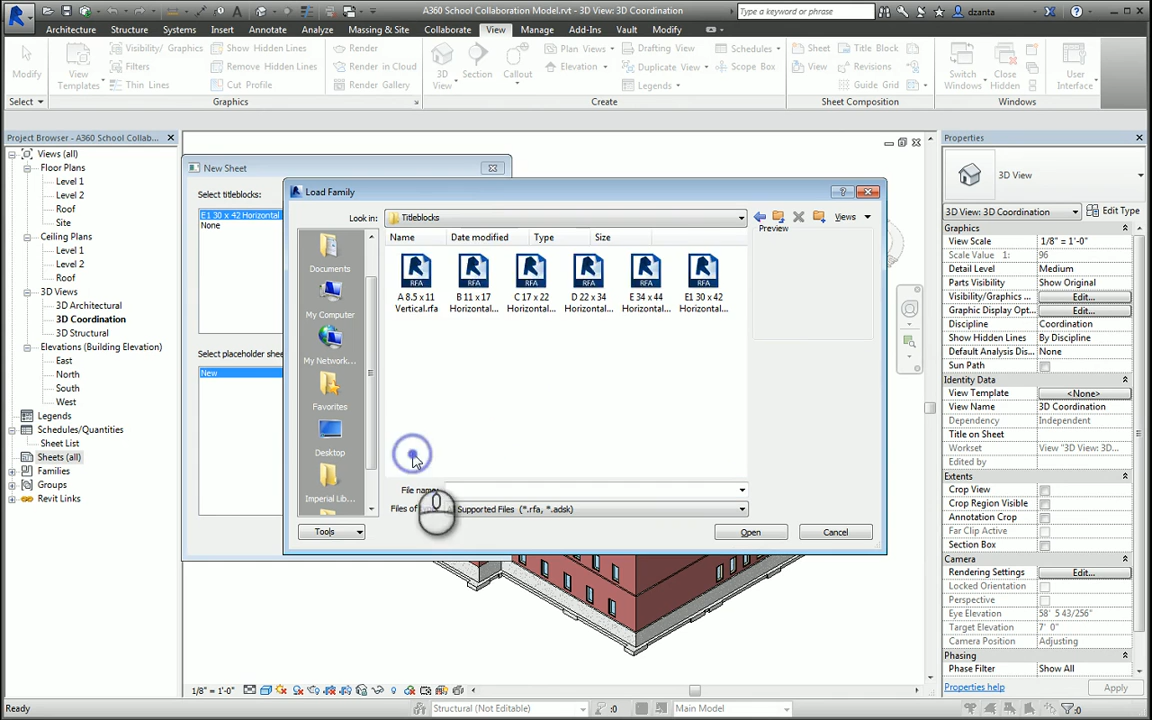 A360 School Collaboration Model.rvt - 3D View: 3D Coordination
Type a keyword or phrase
dzanta
Architecture Structure Systems Insert Annotate Analyze Massing & Site Collaborate View Manage Add-Ins Vault Modify
Modify
View Templates
Visibility/ Graphics
Filters
Thin Lines
Show Hidden Lines
Remove Hidden Lines
Cut Profile
Render
Render in Cloud
Render Gallery
3D View
Section
Callout
Plan Views
Elevation
Drafting View
Duplicate View
Legends
Schedules
Scope Box
Sheet
View
Title Block
Revisions
Guide Grid
Switch Windows
Close Hidden
User Interface
Select
Graphics
Create
Sheet Composition
Windows
Project Browser - A360 School Collab...
Views (all)
Floor Plans
Level 1
Level 2
Roof
Site
Ceiling Plans
Level 1
Level 2
Roof
3D Views
3D Architectural
3D Coordination
3D Structural
Elevations (Building Elevation)
East
North
South
West
Legends
Schedules/Quantities
Sheet List
Sheets (all)
Families
Groups
Revit Links
New Sheet
Select titleblocks:
E1 30 x 42 Horizontal
None
Select placeholder shee
New
Load Family
Look in:
Titleblocks
Views
Name Date modified Type Size
Preview
Documents
My Computer
My Network...
Favorites
Desktop
Imperial Lib...
A 8.5 x 11 Vertical.rfa
B 11 x 17 Horizontal...
C 17 x 22 Horizontal...
D 22 x 34 Horizontal...
E 34 x 44 Horizontal...
E1 30 x 42 Horizontal...
RFA RFA RFA RFA RFA RFA
File name:
Files of
Supported Files (*.rfa, *.adsk)
Tools
Open
Cancel
Properties
3D View
3D View: 3D Coordination
Edit Type
Graphics
View Scale 1/8" = 1'-0"
Scale Value 1: 96
Detail Level Medium
Parts Visibility Show Original
Visibility/Graphics ... Edit...
Graphic Display Opt... Edit...
Discipline Coordination
Show Hidden Lines By Discipline
Default Analysis Dis... None
Sun Path
Identity Data
View Template <None>
View Name 3D Coordination
Dependency Independent
Title on Sheet
Workset View "3D View: 3D...
Edited by
Extents
Crop View
Crop Region Visible
Annotation Crop
Far Clip Active
Section Box
Camera
Rendering Settings Edit...
Locked Orientation
Perspective
Eye Elevation 58' 5 43/256"
Target Elevation 7' 0"
Camera Position Adjusting
Phasing
Phase Filter Show All
Properties help
Apply
1/8" = 1'-0"
Ready
Structural (Not Editable)
:0
Main Model
:0